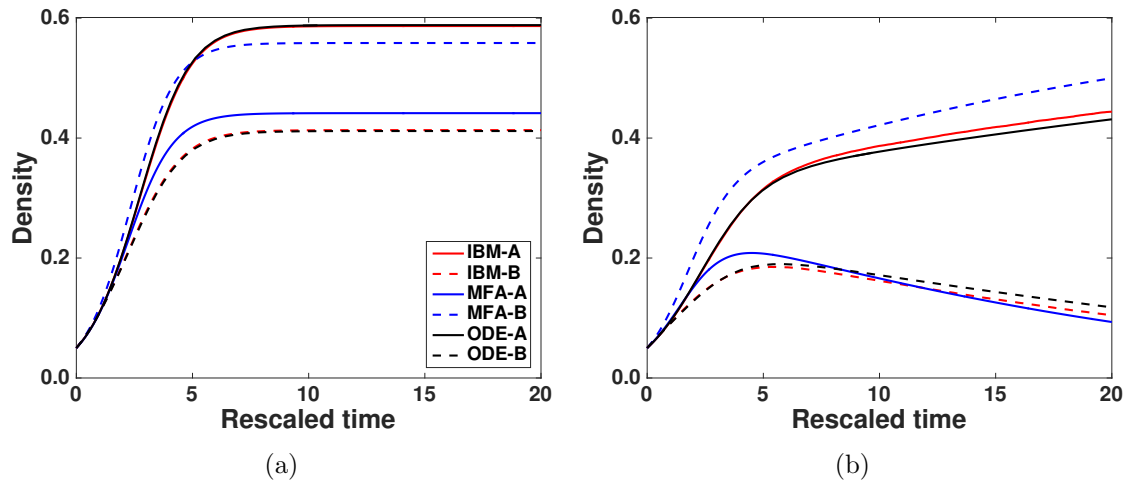 0.6
0.4
0.2
0.0
Density
0 5 10 15 20
Rescaled time
IBM-A
IBM-B
MFA-A
MFA-B
ODE-A
ODE-B
(a)
0.6
0.4
0.2
0.0
Density
0 5 10 15 20
Rescaled time
(b)